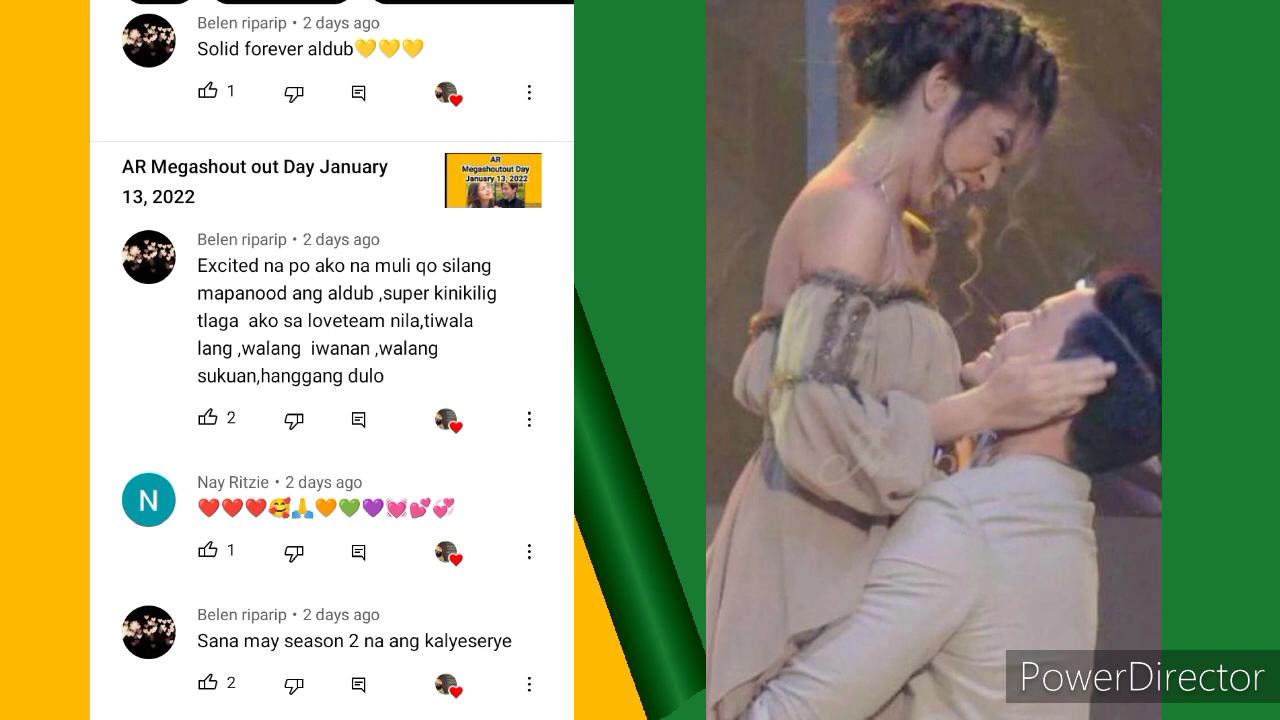 Belen riparip • 2 days ago
Solid forever aldub💛💛💛
1
AR Megashout out Day January
13, 2022
AR
Megashoutout Day
January 13, 2022
Belen riparip • 2 days ago
Excited na po ako na muli qo silang
mapanood ang aldub ,super kinikilig
tlaga  ako sa loveteam nila,tiwala
lang ,walang  iwanan ,walang
sukuan,hanggang dulo
2
N
Nay Ritzie • 2 days ago
❤️❤️❤️🥰🙏🧡💚💜💓💕💞
1
Belen riparip • 2 days ago
Sana may season 2 na ang kalyeserye
2
PowerDirector